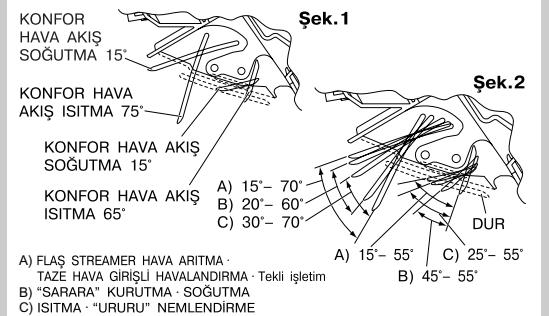 KONFOR
HAVA AKIŞ
SOĞUTMA 15°
Şek.1
KONFOR HAVA
AKIŞ ISITMA 75°
KONFOR HAVA AKIŞ
SOĞUTMA 15°
KONFOR HAVA AKIŞ
ISITMA 65°
Şek.2
A) 15°– 70°
B) 20°– 60°
C) 30°– 70°
DUR
A) 15°– 55°
C) 25°– 55°
B) 45°– 55°
A) FLAŞ STREAMER HAVA ARITMA ·
TAZE HAVA GİRİŞLİ HAVALANDIRMA · Tekli işletim
B) “SARARA” KURUTMA · SOĞUTMA
C) ISITMA · “URURU” NEMLENDİRME